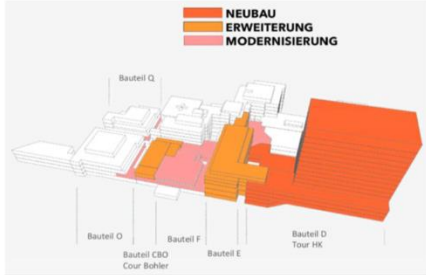 NEUBAU
ERWEITERUNG
MODERNISIERUNG
Bauteil Q
Bauteil O
Bauteil CBO
Cour Bohler
Bauteil F
Bauteil E
Bauteil D
Tour HK